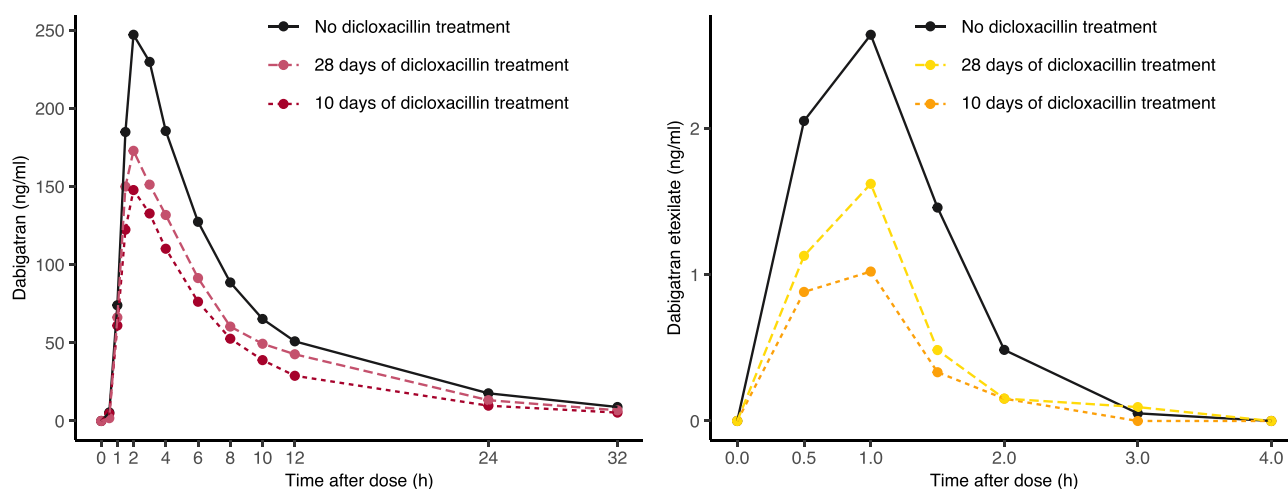 No dicloxacillin treatment
28 days of dicloxacillin treatment
10 days of dicloxacillin treatment
250
200
150
100
50
0
Dabigatran (ng/ml)
0 1 2 4 6 8 10 12 24 32
Time after dose (h)
No dicloxacillin treatment
28 days of dicloxacillin treatment
10 days of dicloxacillin treatment
2
1
0
Dabigatran etexilate (ng/ml)
0.0 0.5 1.0 2.0 3.0 4.0
Time after dose (h)